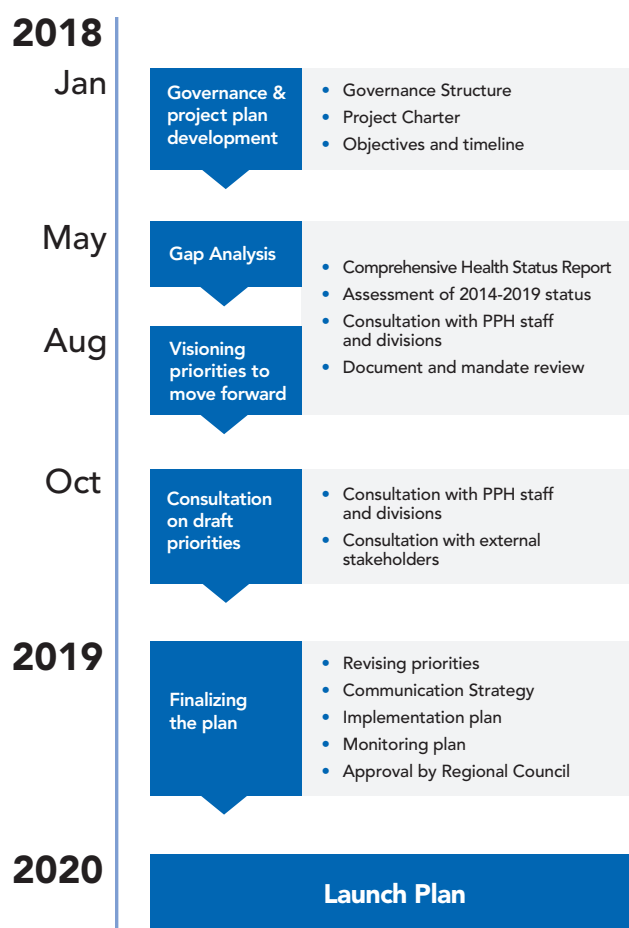 2018
Jan
Governance &
project plan
development
• Governance Structure
• Project Charter
• Objectives and timeline
May
Gap Analysis
Aug
Visioning
priorities to
move forward
• Comprehensive Health Status Report
• Assessment of 2014-2019 status
• Consultation with PPH staff
and divisions
• Document and mandate review
Oct
Consultation
on draft
priorities
• Consultation with PPH staff
and divisions
• Consultation with external
stakeholders
2019
Finalizing
the plan
• Revising priorities
• Communication Strategy
• Implementation plan
• Monitoring plan
• Approval by Regional Council
2020
Launch Plan